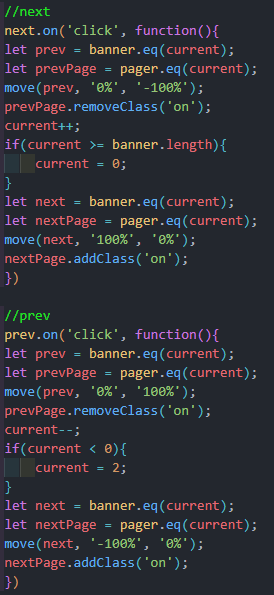 //next
next.on('click', function(){
let prev = banner.eq(current);
let prevPage = pager.eq(current);
move(prev, '0%', '-100%');
prevPage.removeClass('on');
current++;
if(current >= banner.length){
    current = 0;
}
let next = banner.eq(current);
let nextPage = pager.eq(current);
move(next, '100%', '0%');
nextPage.addClass('on');
})

//prev
prev.on('click', function(){
let prev = banner.eq(current);
let prevPage = pager.eq(current);
move(prev, '0%', '100%');
prevPage.removeClass('on');
current--;
if(current < 0){
    current = 2;
}
let next = banner.eq(current);
let nextPage = pager.eq(current);
move(next, '-100%', '0%');
nextPage.addClass('on');
})